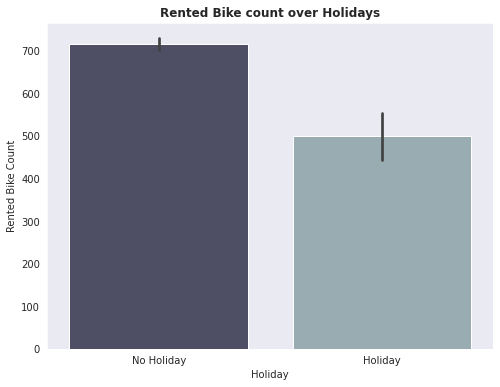 Rented Bike count over Holidays
Rented Bike Count
700
600
500
400
300
200
100
0
No Holiday
Holiday
Holiday